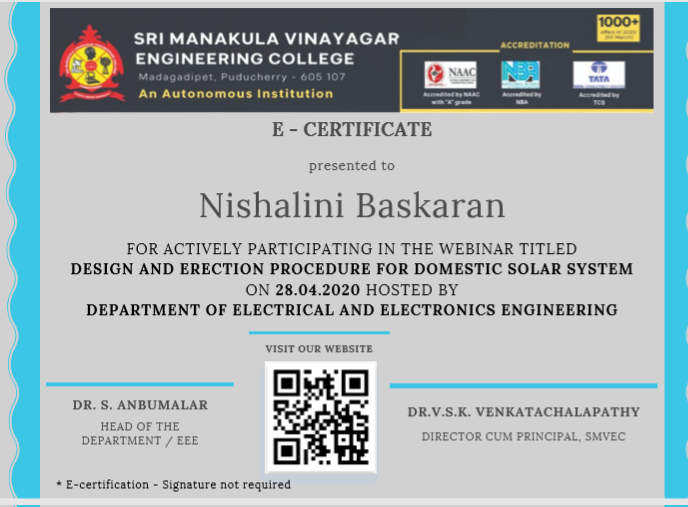 SRI MANAKULA VINAYAGAR
ENGINEERING COLLEGE
Madagadipet, Puducherry - 605 107
An Autonomous Institution
1000+
offers in 2020
ACCREDITATION
NAAC
NBA
TATA
Accredited by NAAC
with "A" grade
Accredited by
NBA
Accredited by
TCS
E - CERTIFICATE
presented to
Nishalini Baskaran
FOR ACTIVELY PARTICIPATING IN THE WEBINAR TITLED
DESIGN AND ERECTION PROCEDURE FOR DOMESTIC SOLAR SYSTEM
ON 28.04.2020 HOSTED BY
DEPARTMENT OF ELECTRICAL AND ELECTRONICS ENGINEERING
VISIT OUR WEBSITE
DR. S. ANBUMALAR
HEAD OF THE
DEPARTMENT / EEE
DR.V.S.K. VENKATACHALAPATHY
DIRECTOR CUM PRINCIPAL, SMVEC
* E-certification - Signature not required